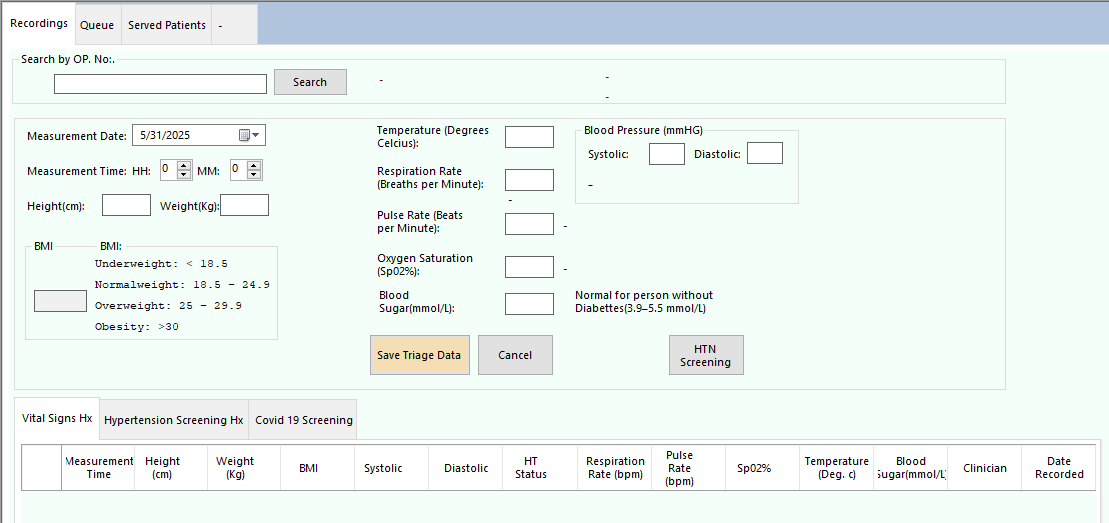 Recordings Queue Served Patients -
Search by OP. No:.
Search - -
-
Measurement Date: 5/31/2025
Measurement Time: HH: 0 MM: 0
Height(cm): Weight(Kg):
BMI BMI:
Underweight: < 18.5
Normalweight: 18.5 - 24.9
Overweight: 25 - 29.9
Obesity: >30
Temperature (Degrees
Celcius):
Respiration Rate
(Breaths per Minute):
-
Pulse Rate (Beats
per Minute): -
Oxygen Saturation
(Sp02%): -
Blood
Sugar(mmol/L):
Blood Pressure (mmHG)
Systolic: Diastolic:
-
Normal for person without
Diabettes(3.9–5.5 mmol/L)
Save Triage Data Cancel
HTN
Screening
Vital Signs Hx Hypertension Screening Hx Covid 19 Screening
Measurement
Time
Height
(cm)
Weight
(Kg)
BMI
Systolic
Diastolic
HT
Status
Respiration
Rate (bpm)
Pulse
Rate
(bpm)
Sp02%
Temperature
(Deg. c)
Blood
Sugar(mmol/L)
Clinician
Date
Recorded